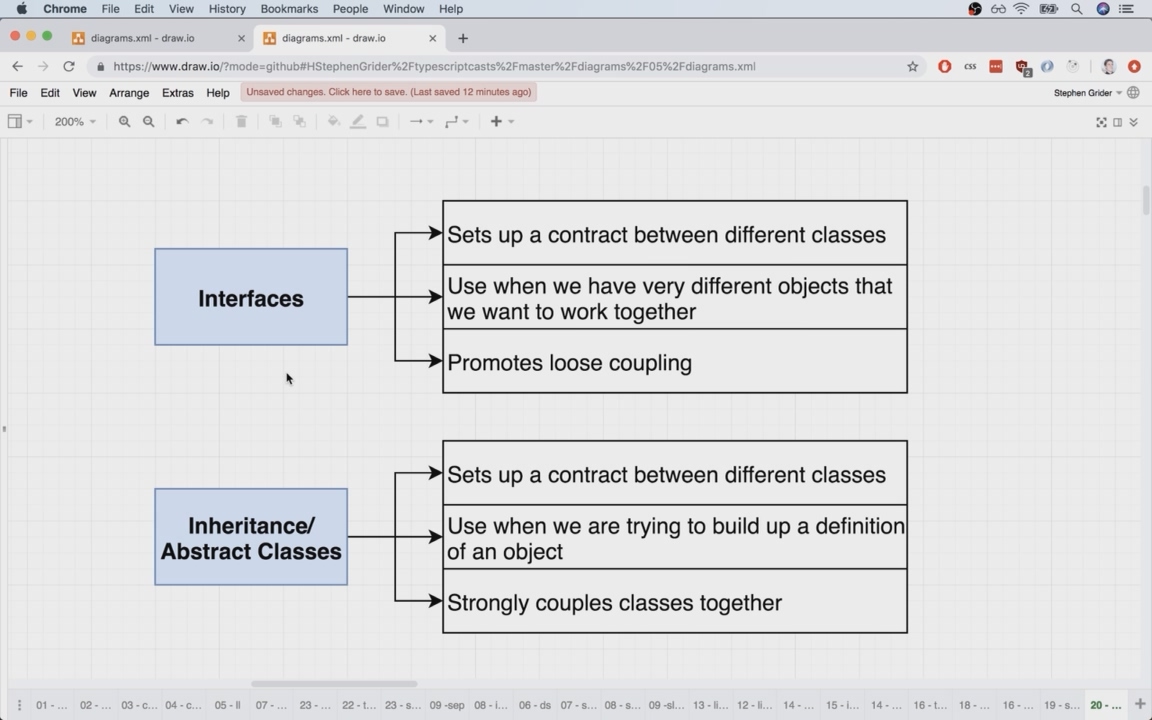 Chrome File Edit View History Bookmarks People Window Help
diagrams.xml - draw.io
diagrams.xml - draw.io
https://www.draw.io/?mode=github#HStephenGrider%2Ftypescriptcasts%2Fmaster%2Fdiagrams%2F05%2Fdiagrams.xml
CSS
2
File Edit View Arrange Extras Help Unsaved changes. Click here to save. (Last saved 12 minutes ago) Stephen Grider
200%
Interfaces
Sets up a contract between different classes
Use when we have very different objects that
we want to work together
Promotes loose coupling
Inheritance/
Abstract Classes
Sets up a contract between different classes
Use when we are trying to build up a definition
of an object
Strongly couples classes together
01 - ... 02 - ... 03 - c... 04 - c... 05 - ll 07 - ... 23 - ... 22 - t... 23 - s... 09 -sep 08 - i... 06 - ds 07 - s... 08 - s... 09 -sl... 13 - li... 12 - li... 14 - ... 15 - i... 14 - ... 16 - t... 18 - ... 16 - ... 19 - s... 20 - ...